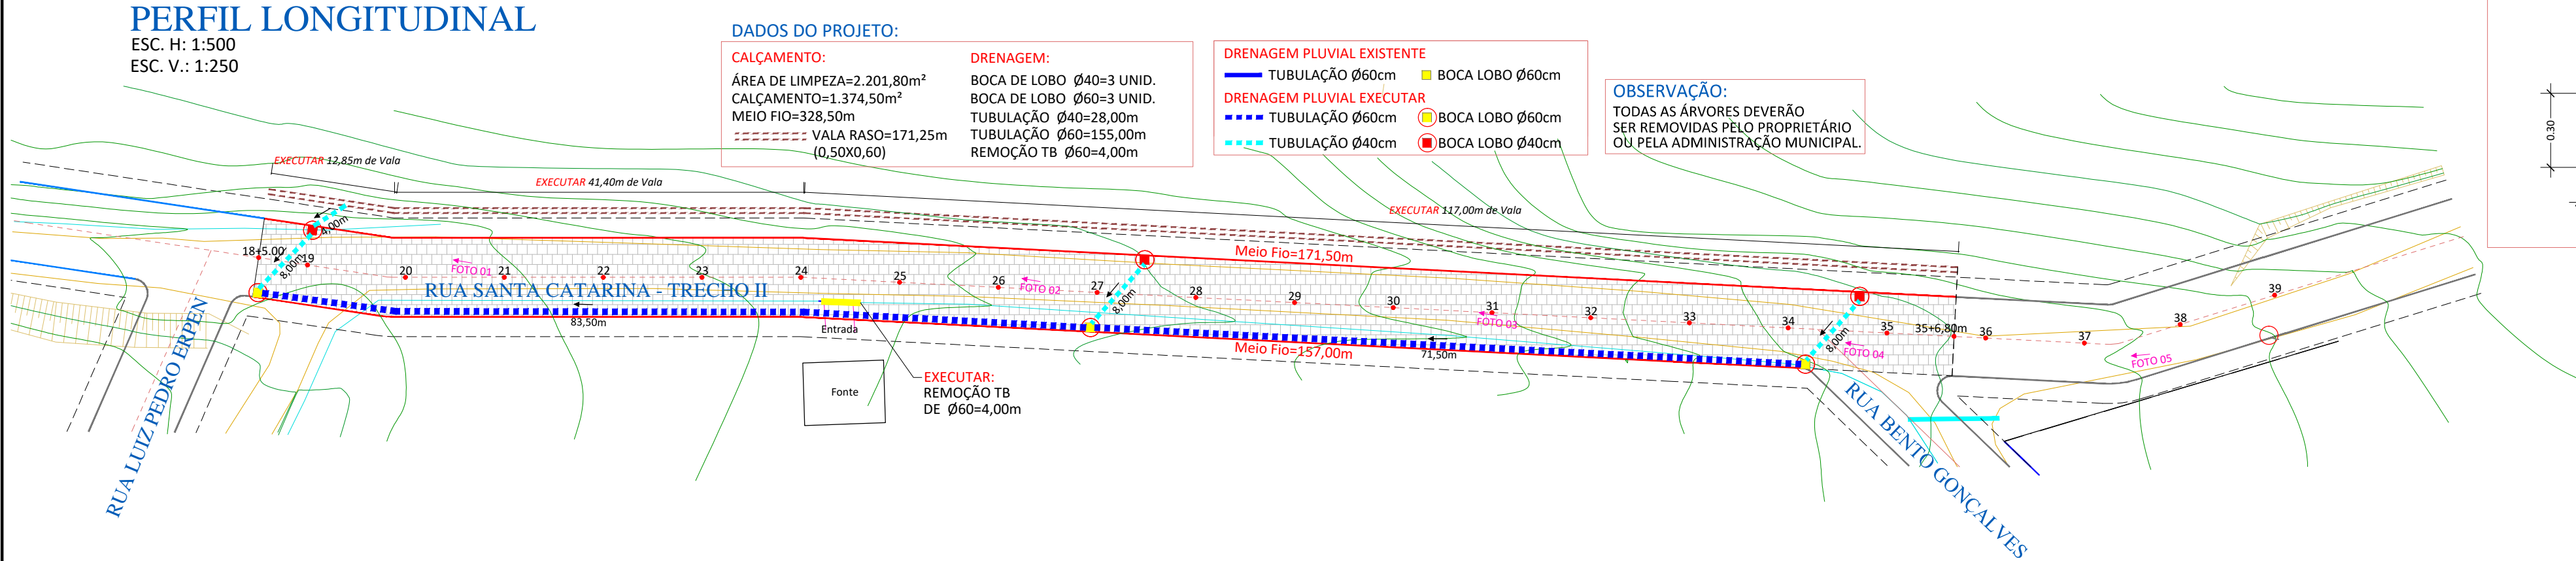 PERFIL LONGITUDINAL
ESC. H: 1:500
ESC. V.: 1:250
DADOS DO PROJETO:
CALÇAMENTO:
ÁREA DE LIMPEZA=2.201,80m²
CALÇAMENTO=1.374,50m²
MEIO FIO=328,50m
VALA RASO=171,25m
(0,50X0,60)
DRENAGEM:
BOCA DE LOBO Ø40=3 UNID.
BOCA DE LOBO Ø60=3 UNID.
TUBULAÇÃO Ø40=28,00m
TUBULAÇÃO Ø60=155,00m
REMOÇÃO TB Ø60=4,00m
DRENAGEM PLUVIAL EXISTENTE
TUBULAÇÃO Ø60cm
BOCA LOBO Ø60cm
DRENAGEM PLUVIAL EXECUTAR
TUBULAÇÃO Ø60cm
BOCA LOBO Ø60cm
TUBULAÇÃO Ø40cm
BOCA LOBO Ø40cm
OBSERVAÇÃO:
TODAS AS ÁRVORES DEVERÃO
SER REMOVIDAS PELO PROPRIETÁRIO
OU PELA ADMINISTRAÇÃO MUNICIPAL.
0.30
EXECUTAR 12,85m de Vala
EXECUTAR 41,40m de Vala
EXECUTAR 117,00m de Vala
4,00m
8,00m
18+5.00
19
20
FOTO 01
21
22
23
24
25
26
FOTO 02
27
28
29
30
31
FOTO 03
32
33
34
35
35+6,80m
36
37
38
39
Meio Fio=171,50m
RUA SANTA CATARINA - TRECHO II
83,50m
Entrada
8,00m
Meio Fio=157,00m
71,50m
8,00m
FOTO 04
FOTO 05
Fonte
EXECUTAR:
REMOÇÃO TB
DE Ø60=4,00m
RUA LUIZ PEDRO ERPEN
RUA BENTO GONÇALVES